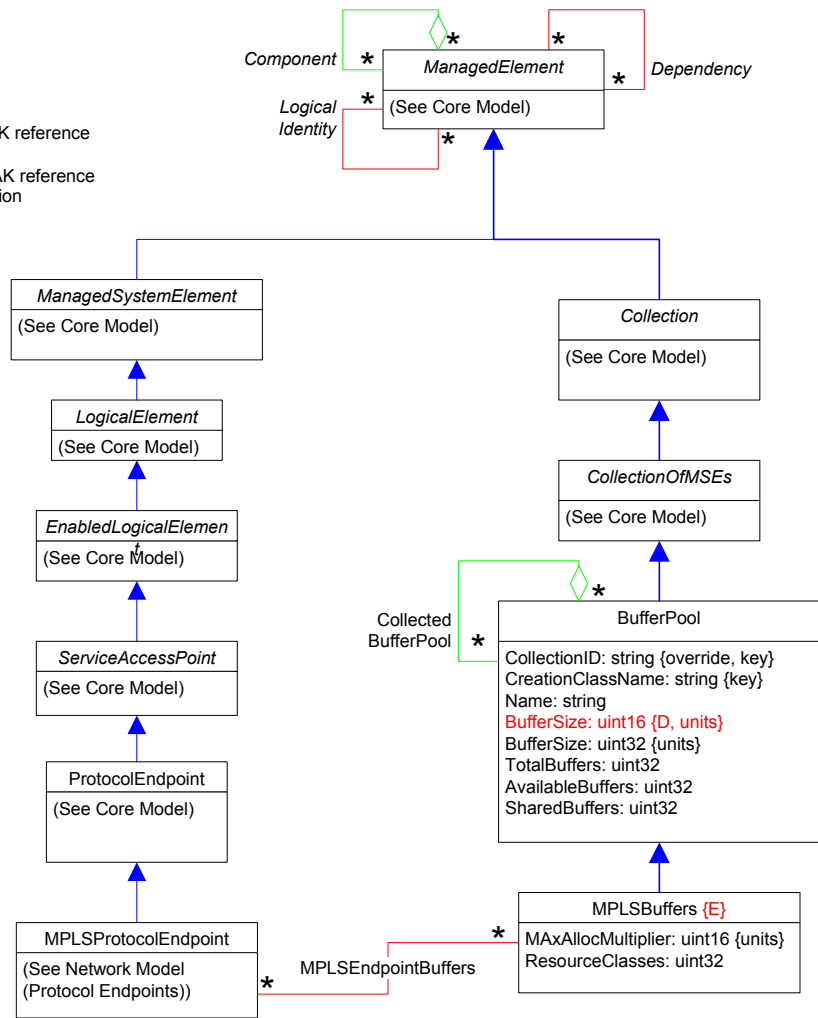 Component
*
*
ManagedElement
(See Core Model)
*
*
Dependency
Logical
Identity
*
*
K reference
AK reference
ion
ManagedSystemElement
(See Core Model)
LogicalElement
(See Core Model)
EnabledLogicalElemen
t
(See Core Model)
ServiceAccessPoint
(See Core Model)
ProtocolEndpoint
(See Core Model)
MPLSProtocolEndpoint
(See Network Model
(Protocol Endpoints))
*
MPLSEndpointBuffers
*
Collection
(See Core Model)
CollectionOfMSEs
(See Core Model)
Collected
BufferPool
*
*
BufferPool
CollectionID: string {override, key}
CreationClassName: string {key}
Name: string
BufferSize: uint16 {D, units}
BufferSize: uint32 {units}
TotalBuffers: uint32
AvailableBuffers: uint32
SharedBuffers: uint32
MPLSBuffers {E}
MAxAllocMultiplier: uint16 {units}
ResourceClasses: uint32